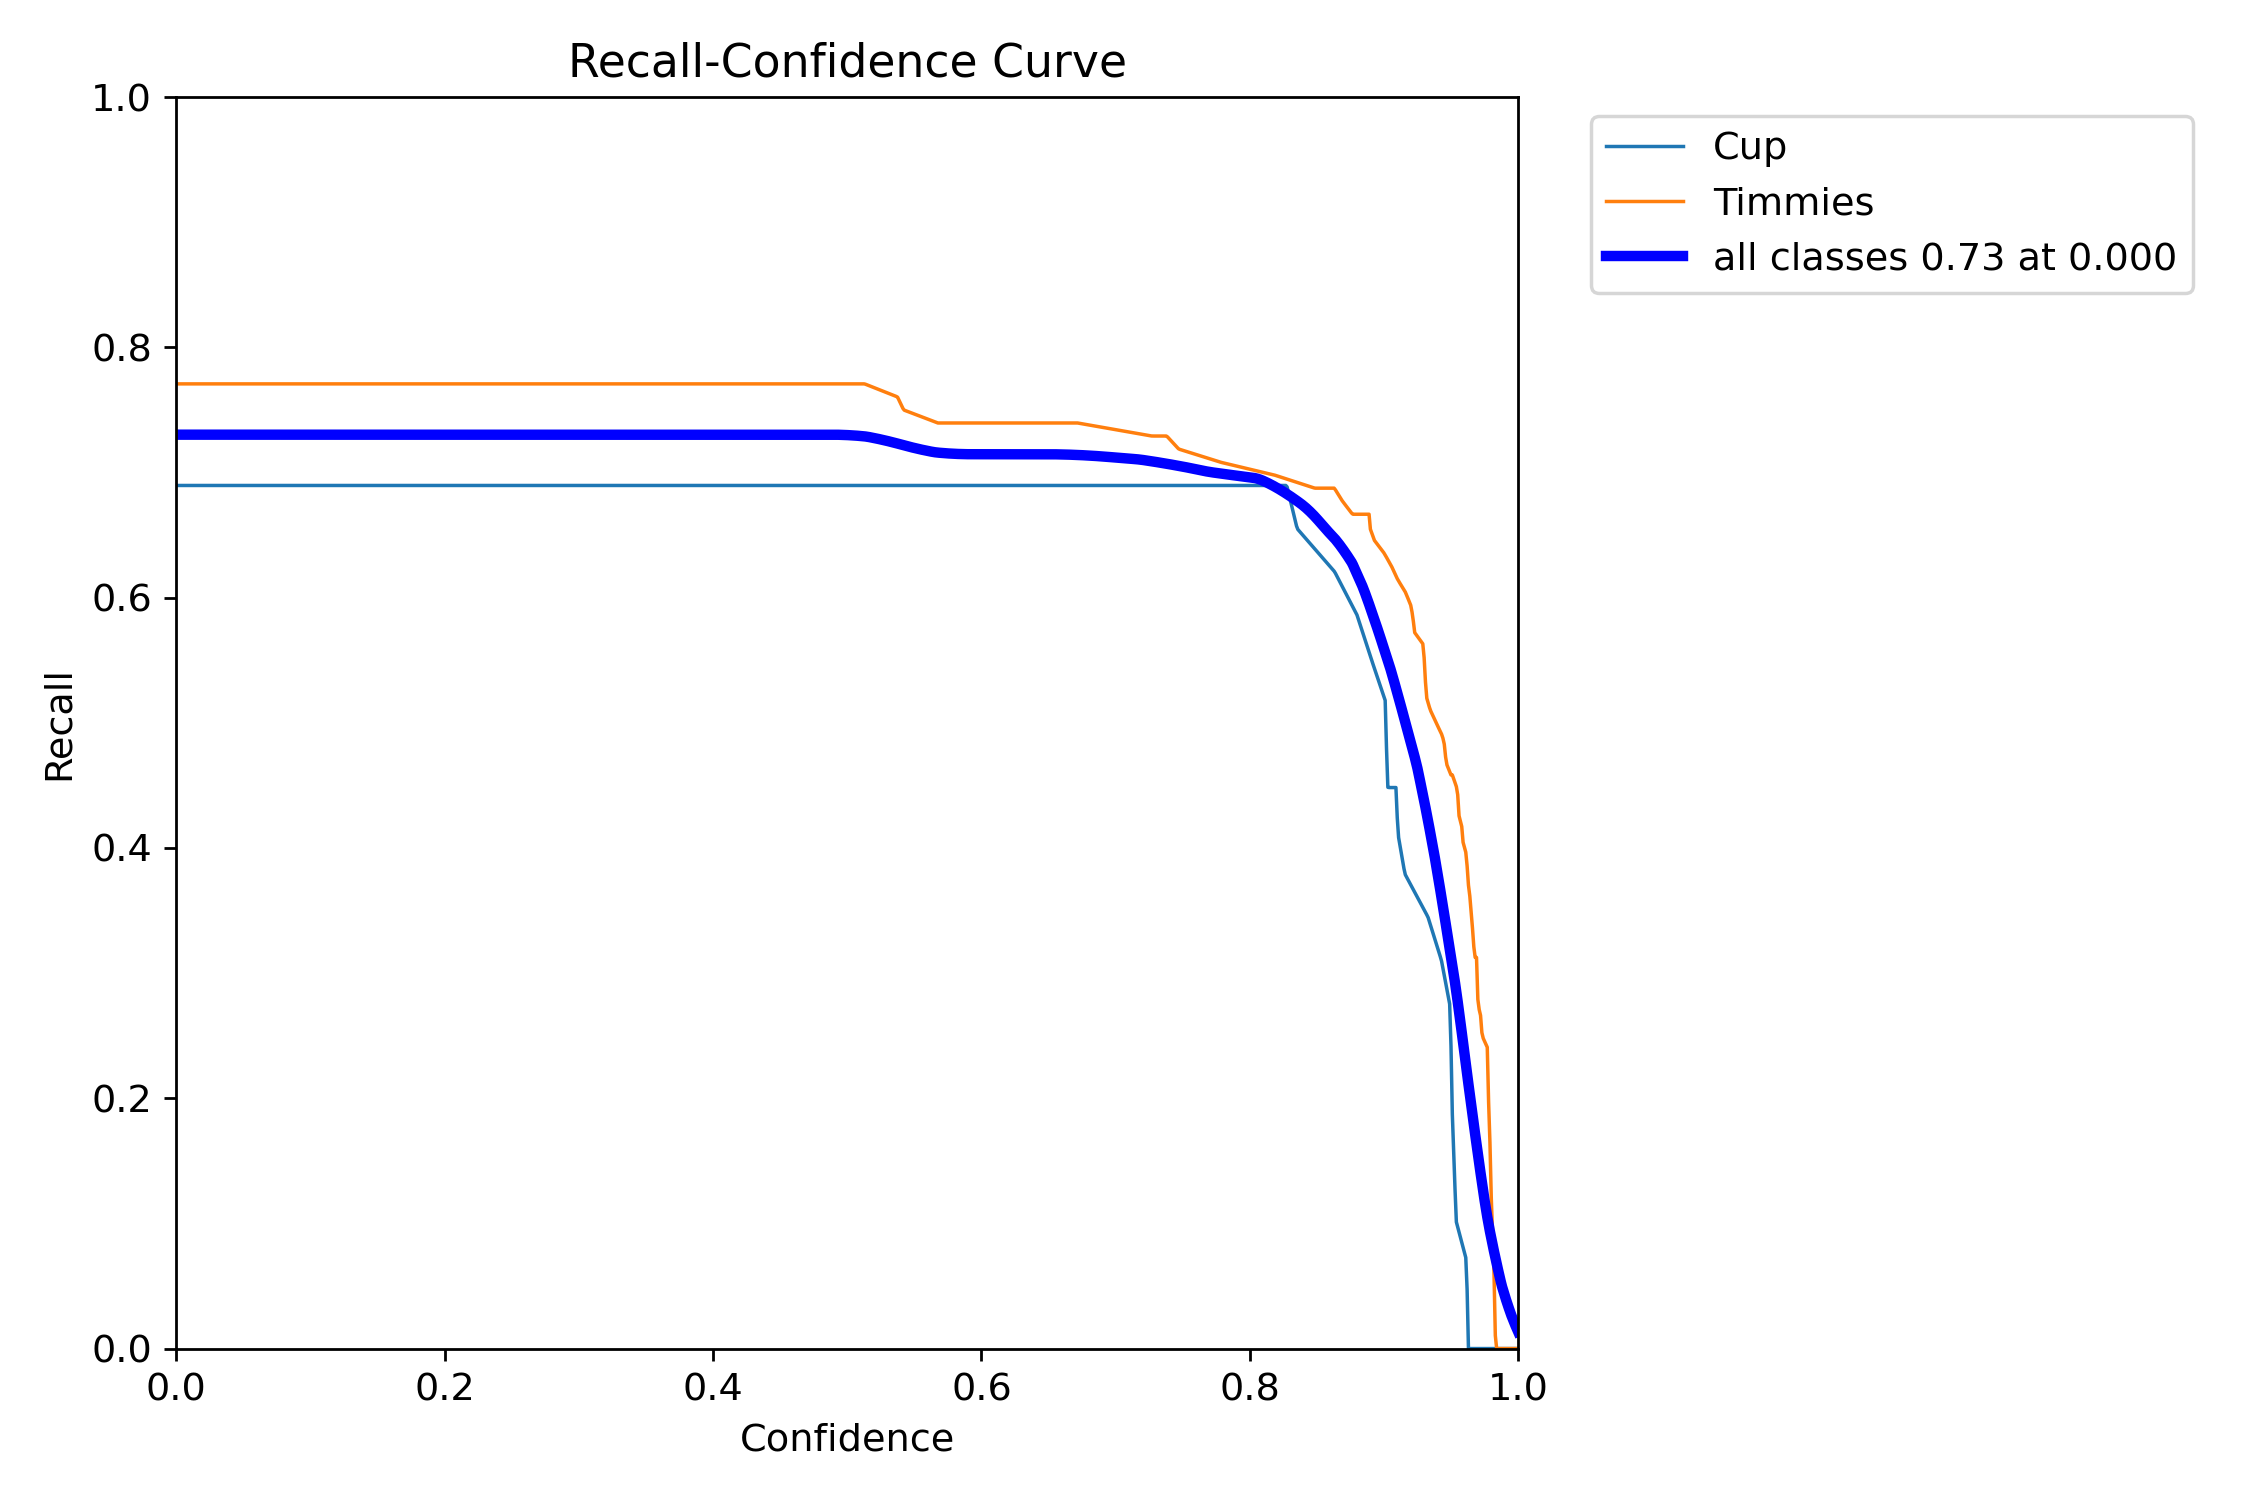 Recall-Confidence Curve
1.0
0.8
0.6
0.4
0.2
0.0
Recall
0.0 0.2 0.4 0.6 0.8 1.0
Confidence
Cup
Timmies
all classes 0.73 at 0.000